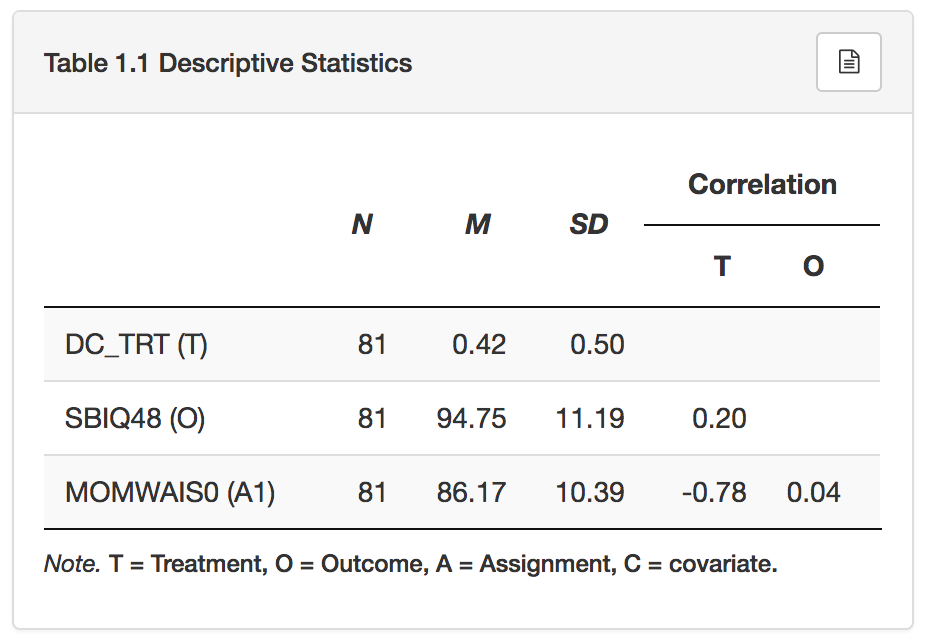 Table 1.1 Descriptive Statistics
Correlation
N M SD
T O
DC_TRT (T) 81 0.42 0.50
SBIQ48 (O) 81 94.75 11.19 0.20
MOMWAIS0 (A1) 81 86.17 10.39 -0.78 0.04
Note. T = Treatment, O = Outcome, A = Assignment, C = covariate.